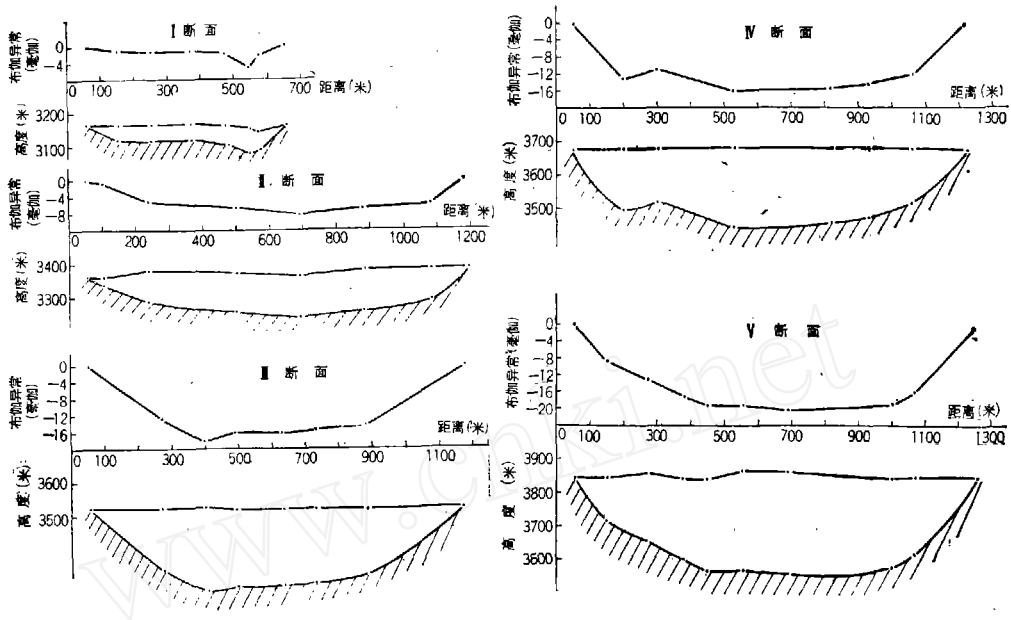 I 断 面
布伽异常
(毫伽)
0
-4
0 100 300 500 700 距离(米)
高度(米)
3200
3100
II 断 面
布伽异常
(毫伽)
0
-4
-8
距离(米)
0 200 400 600 800 1000 1200
高度(米)
3400
3300
III 断 面
布伽异常
(毫伽)
0
-4
-8
-12
-16
距离(米)
0 100 300 500 700 900 1100
高度(米)
3600
3500
IV 断 面
布伽异常(毫伽)
0
-4
-8
-12
-16
距离(米)
0 100 300 500 700 900 1100 1300
高度(米)
3700
3500
V 断 面
布伽异常(毫伽)
0
-4
-8
-12
-16
-20
距离(米)
0 100 300 500 700 900 1100 1300
高度(米)
3900
3800
3700
3600
www.cnki.net